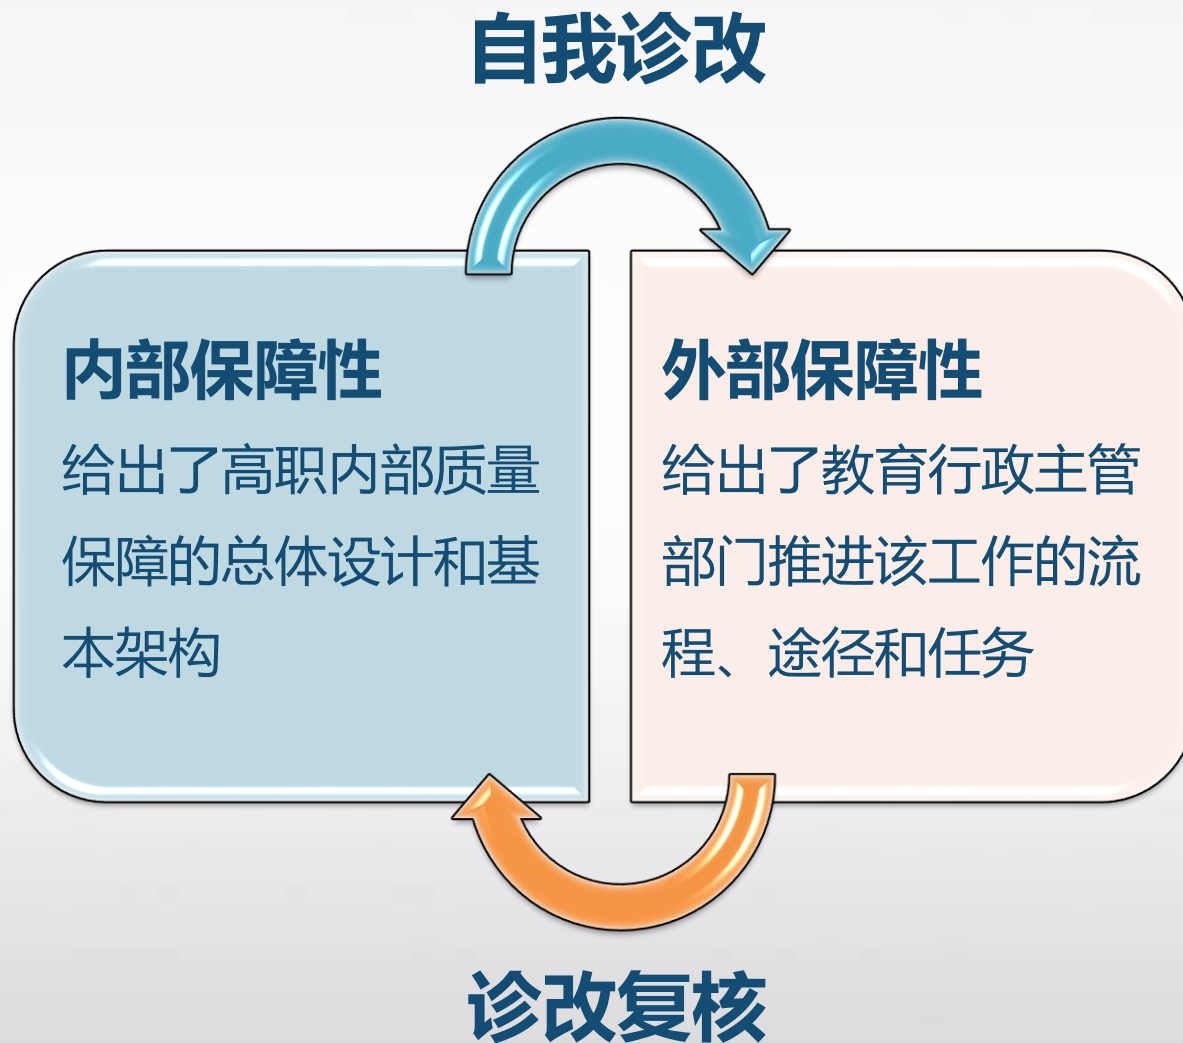 自我诊改
内部保障性
给出了高职内部质量
保障的总体设计和基
本架构
外部保障性
给出了教育行政主管
部门推进该工作的流
程、途径和任务
诊改复核